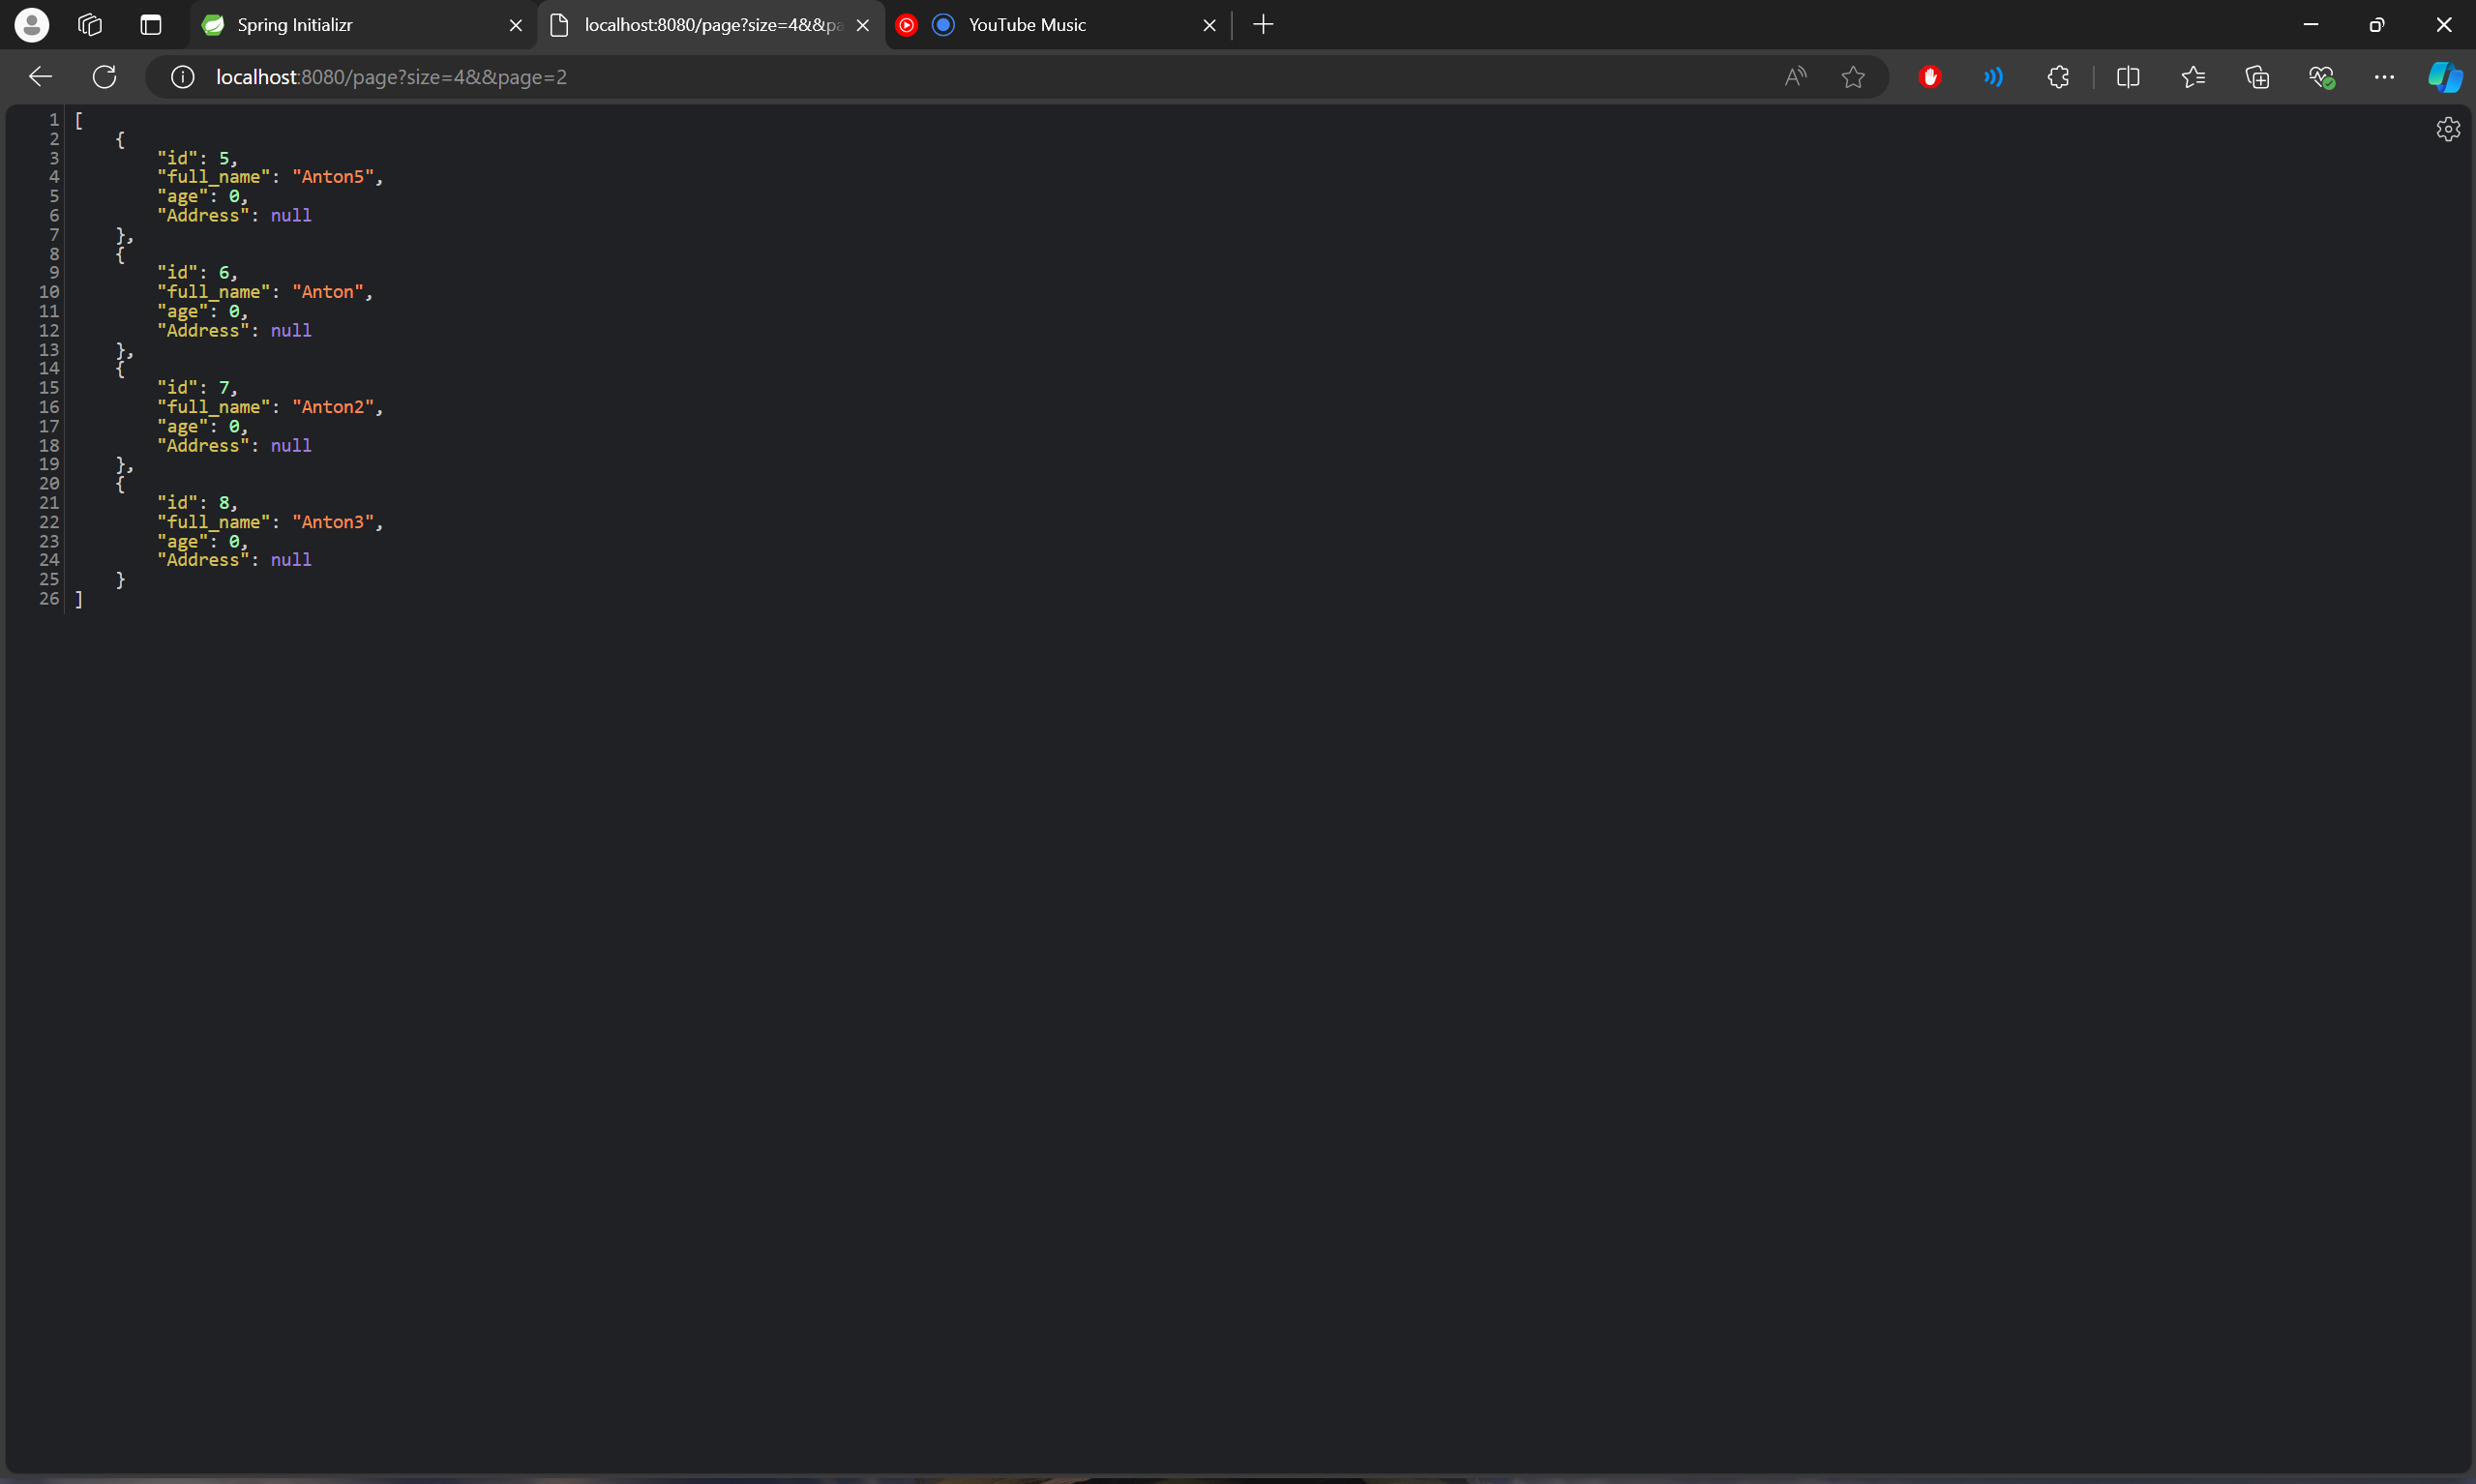 Spring Initializr
localhost:8080/page?size=4&&pa
YouTube Music
localhost:8080/page?size=4&&page=2
1 [
2 {
3 "id": 5,
4 "full_name": "Anton5",
5 "age": 0,
6 "Address": null
7 },
8 {
9 "id": 6,
10 "full_name": "Anton",
11 "age": 0,
12 "Address": null
13 },
14 {
15 "id": 7,
16 "full_name": "Anton2",
17 "age": 0,
18 "Address": null
19 },
20 {
21 "id": 8,
22 "full_name": "Anton3",
23 "age": 0,
24 "Address": null
25 }
26 ]